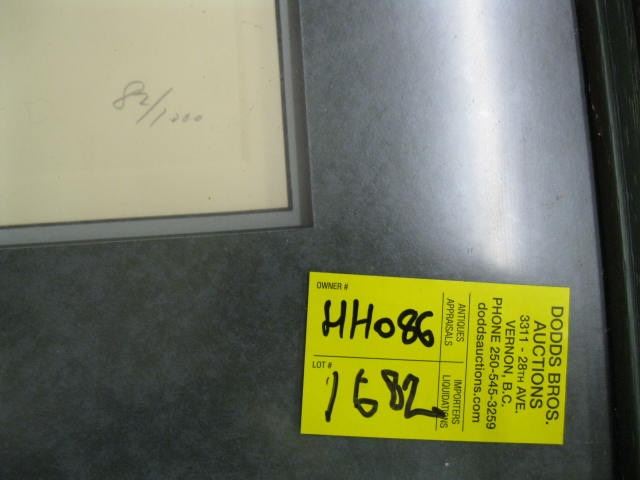 82/1000
OWNER #
HH086
LOT #
1682
ANTIQUES
APPRAISALS
IMPORTERS
LIQUIDATIONS
DODDS BROS.
AUCTIONS
3311 - 28TH AVE.
VERNON, B.C.
PHONE 250-545-3259
doddsauctions.com